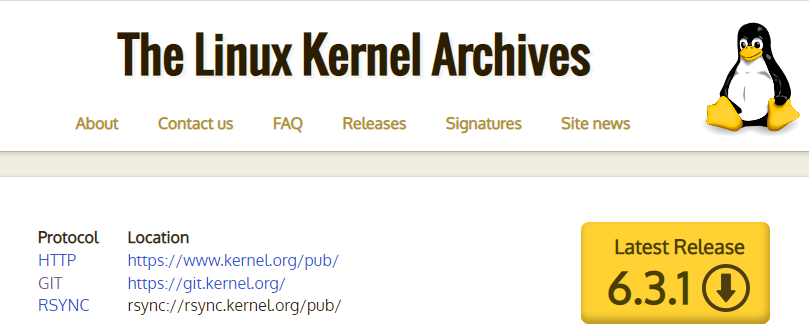 The Linux Kernel Archives
About Contact us FAQ Releases Signatures Site news
Protocol Location
HTTP https://www.kernel.org/pub/
GIT https://git.kernel.org/
RSYNC rsync://rsync.kernel.org/pub/
Latest Release
6.3.1